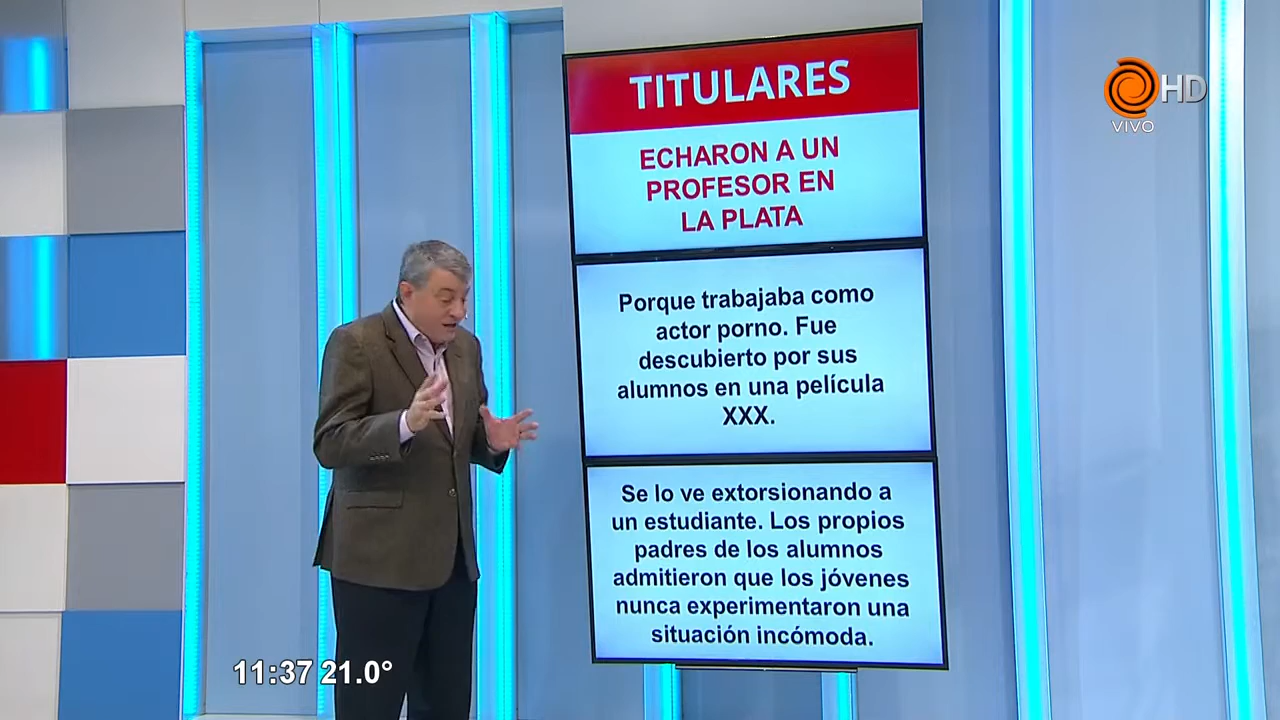 TITULARES
ECHARON A UN
PROFESOR EN
LA PLATA
Porque trabajaba como
actor porno. Fue
descubierto por sus
alumnos en una película
XXX.
Se lo ve extorsionando a
un estudiante. Los propios
padres de los alumnos
admitieron que los jóvenes
nunca experimentaron una
situación incómoda.
HD
VIVO
11:37 21.0°